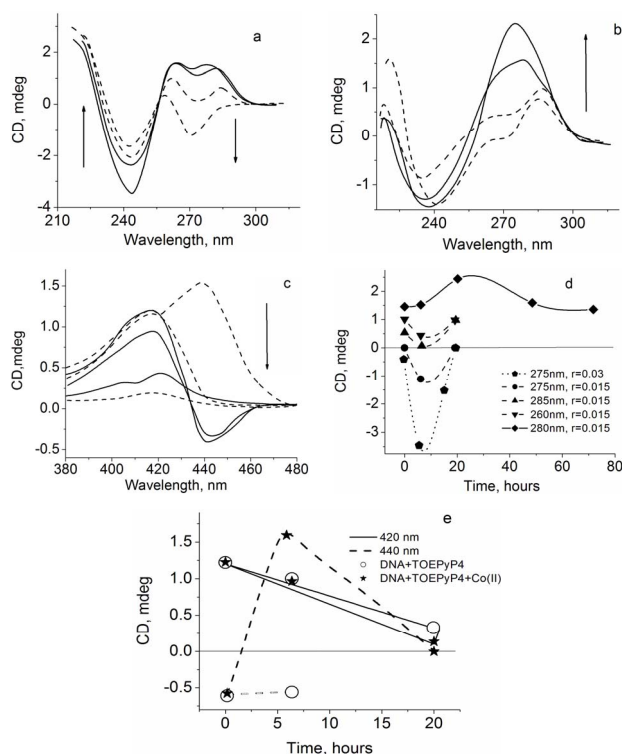 a
CD, mdeg
2
0
-2
-4
210 240 270 300
Wavelength, nm
b
CD, mdeg
2
1
0
-1
240 270 300
Wavelength, nm
c
CD,mdeg
1.5
1.0
0.5
0.0
-0.5
380 400 420 440 460 480
Wavelength, nm
d
CD, mdeg
2
1
0
-1
-2
-3
275nm, r=0.03
275nm, r=0.015
285nm, r=0.015
260nm, r=0.015
280nm, r=0.015
0 20 40 60 80
Time, hours
e
CD, mdeg
1.5
1.0
0.5
0.0
-0.5
420 nm
440 nm
DNA+TOEPyP4
DNA+TOEPyP4+Co(II)
0 5 10 15 20
Time, hours